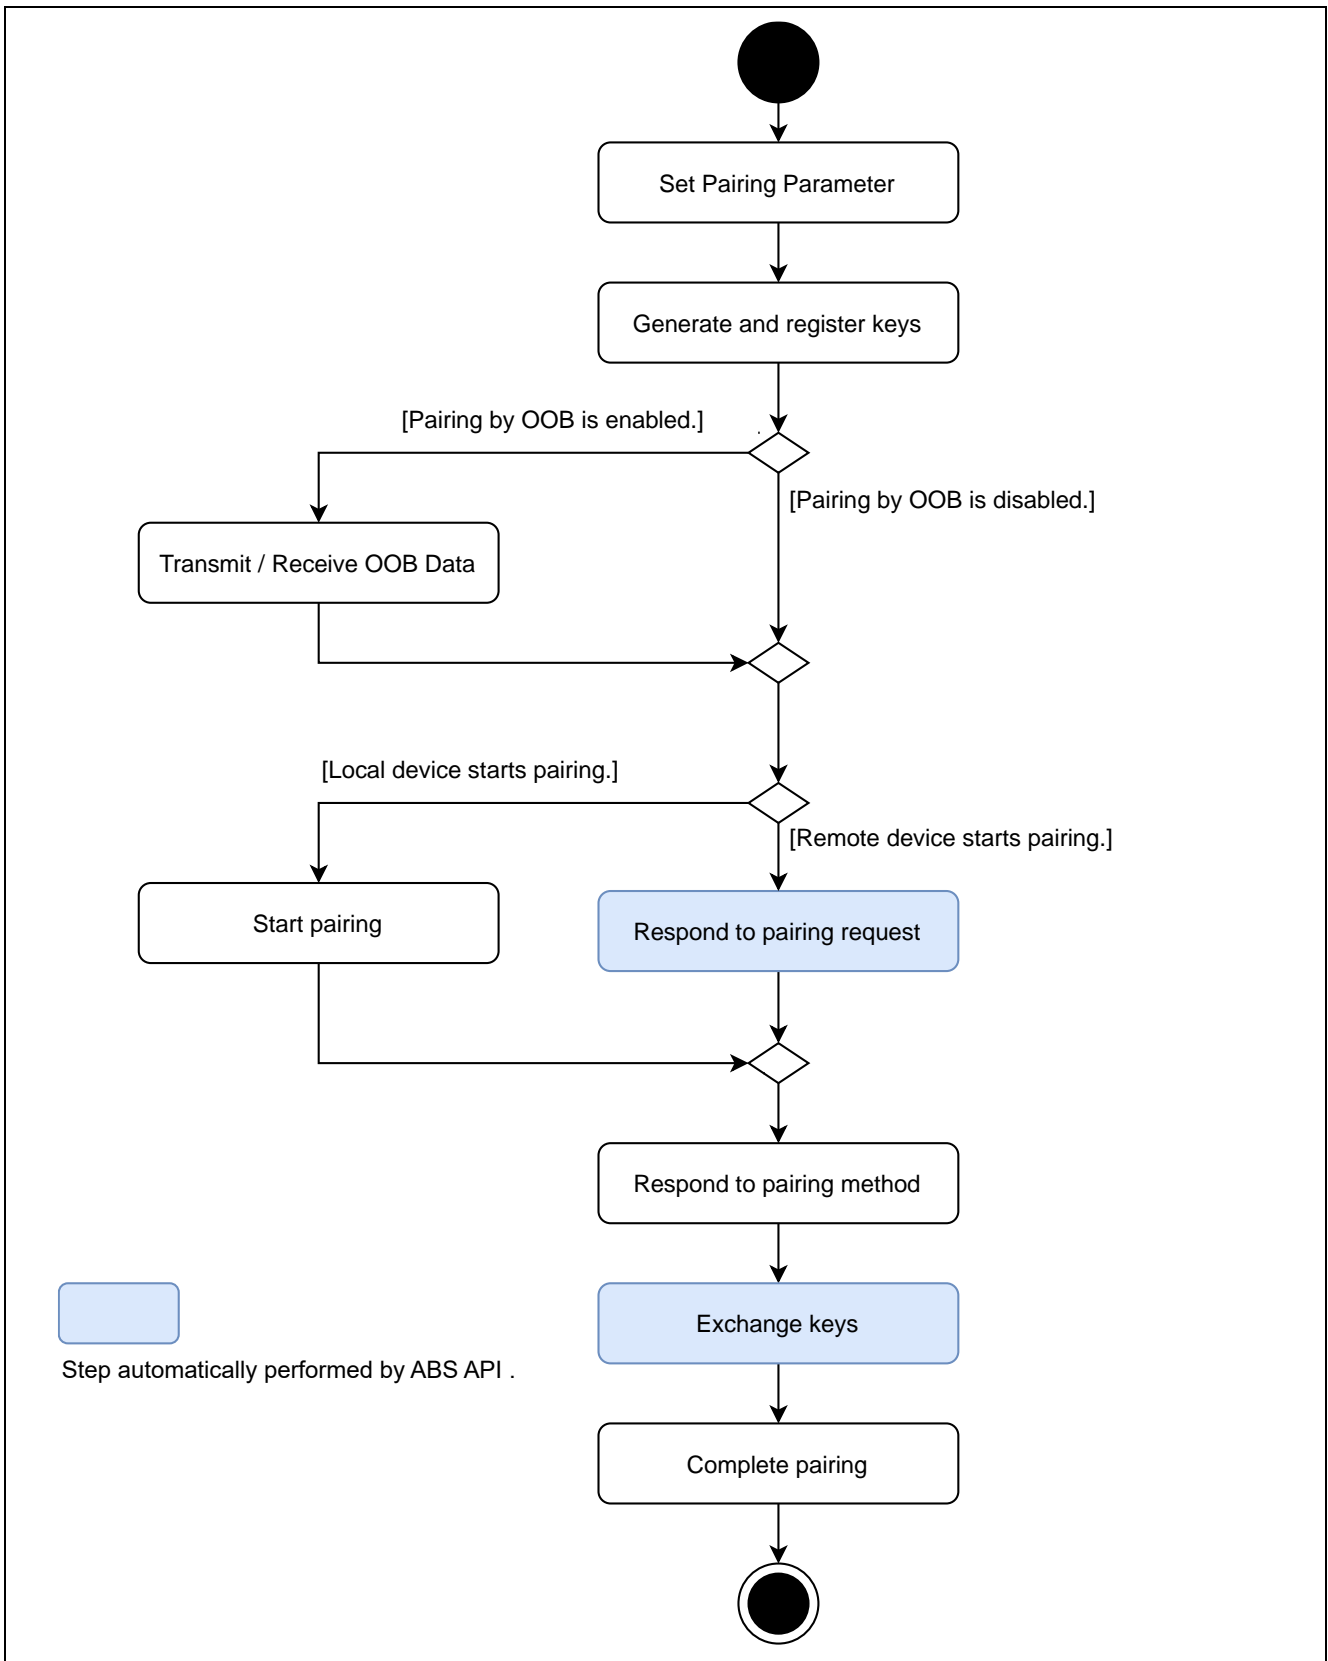 Set Pairing Parameter
Generate and register keys
[Pairing by OOB is enabled.]
[Pairing by OOB is disabled.]
Transmit / Receive OOB Data
[Local device starts pairing.]
[Remote device starts pairing.]
Start pairing
Respond to pairing request
Respond to pairing method
Exchange keys
Step automatically performed by ABS API .
Complete pairing